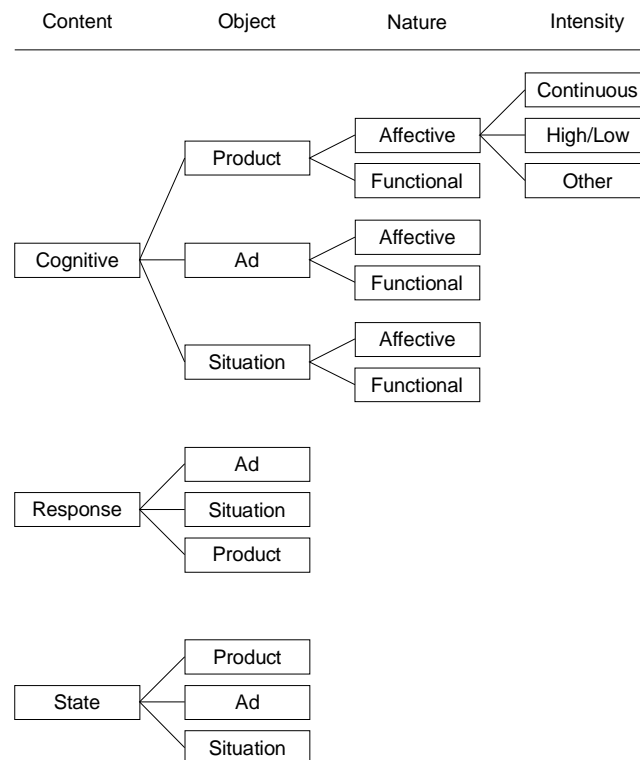 Content Object Nature Intensity
Continuous
Affective High/Low
Product
Functional Other
Affective
Cognitive Ad
Functional
Affective
Situation
Functional
Ad
Response Situation
Product
Product
State Ad
Situation